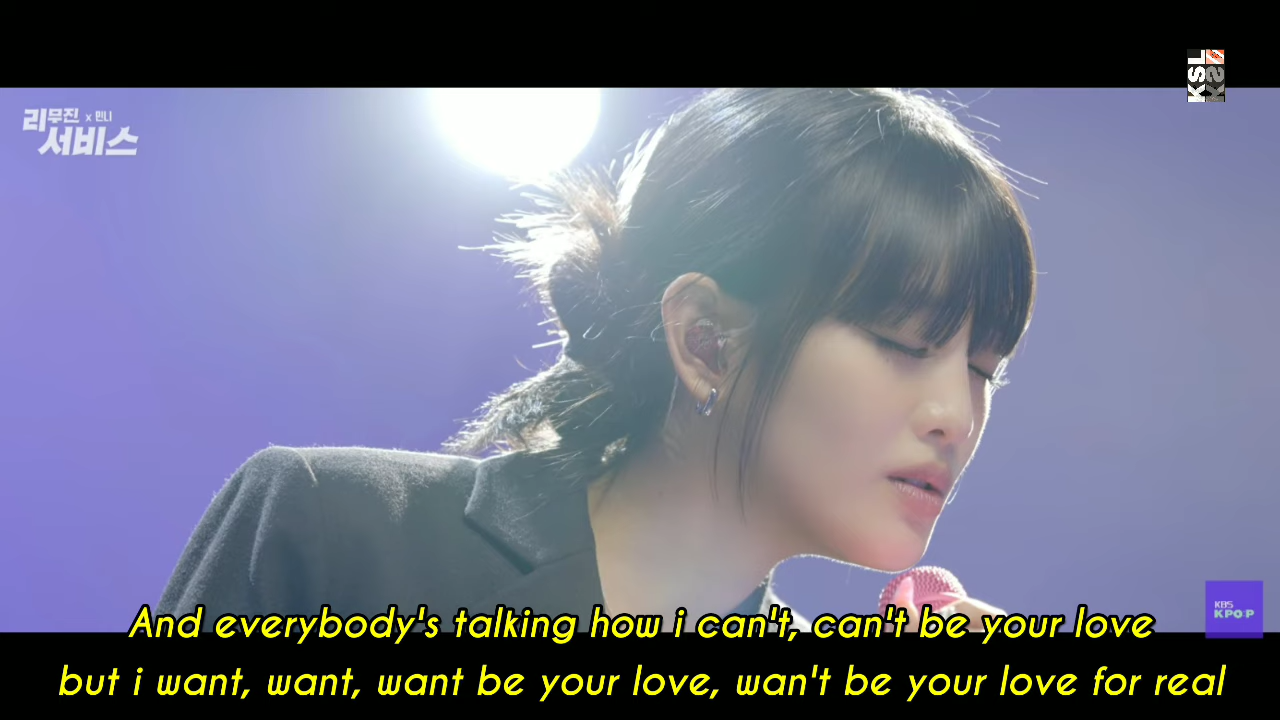 리무진 x 민니
서비스
KSL
KBS
KPOP
And everybody's talking how i can't, can't be your love
but i want, want, want be your love, wan't be your love for real